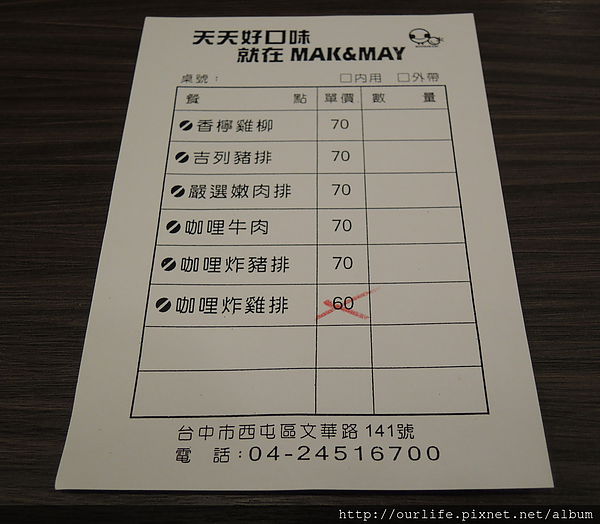 天天好口味
就在 MAK&MAY
桌號： □內用 □外帶
餐點 單價 數量
香檸雞柳 70
吉列豬排 70
嚴選嫩肉排 70
咖哩牛肉 70
咖哩炸豬排 70
咖哩炸雞排 60
台中市西屯區文華路 141號
電 話：04-24516700
http://ourlife.pixnet.net/album